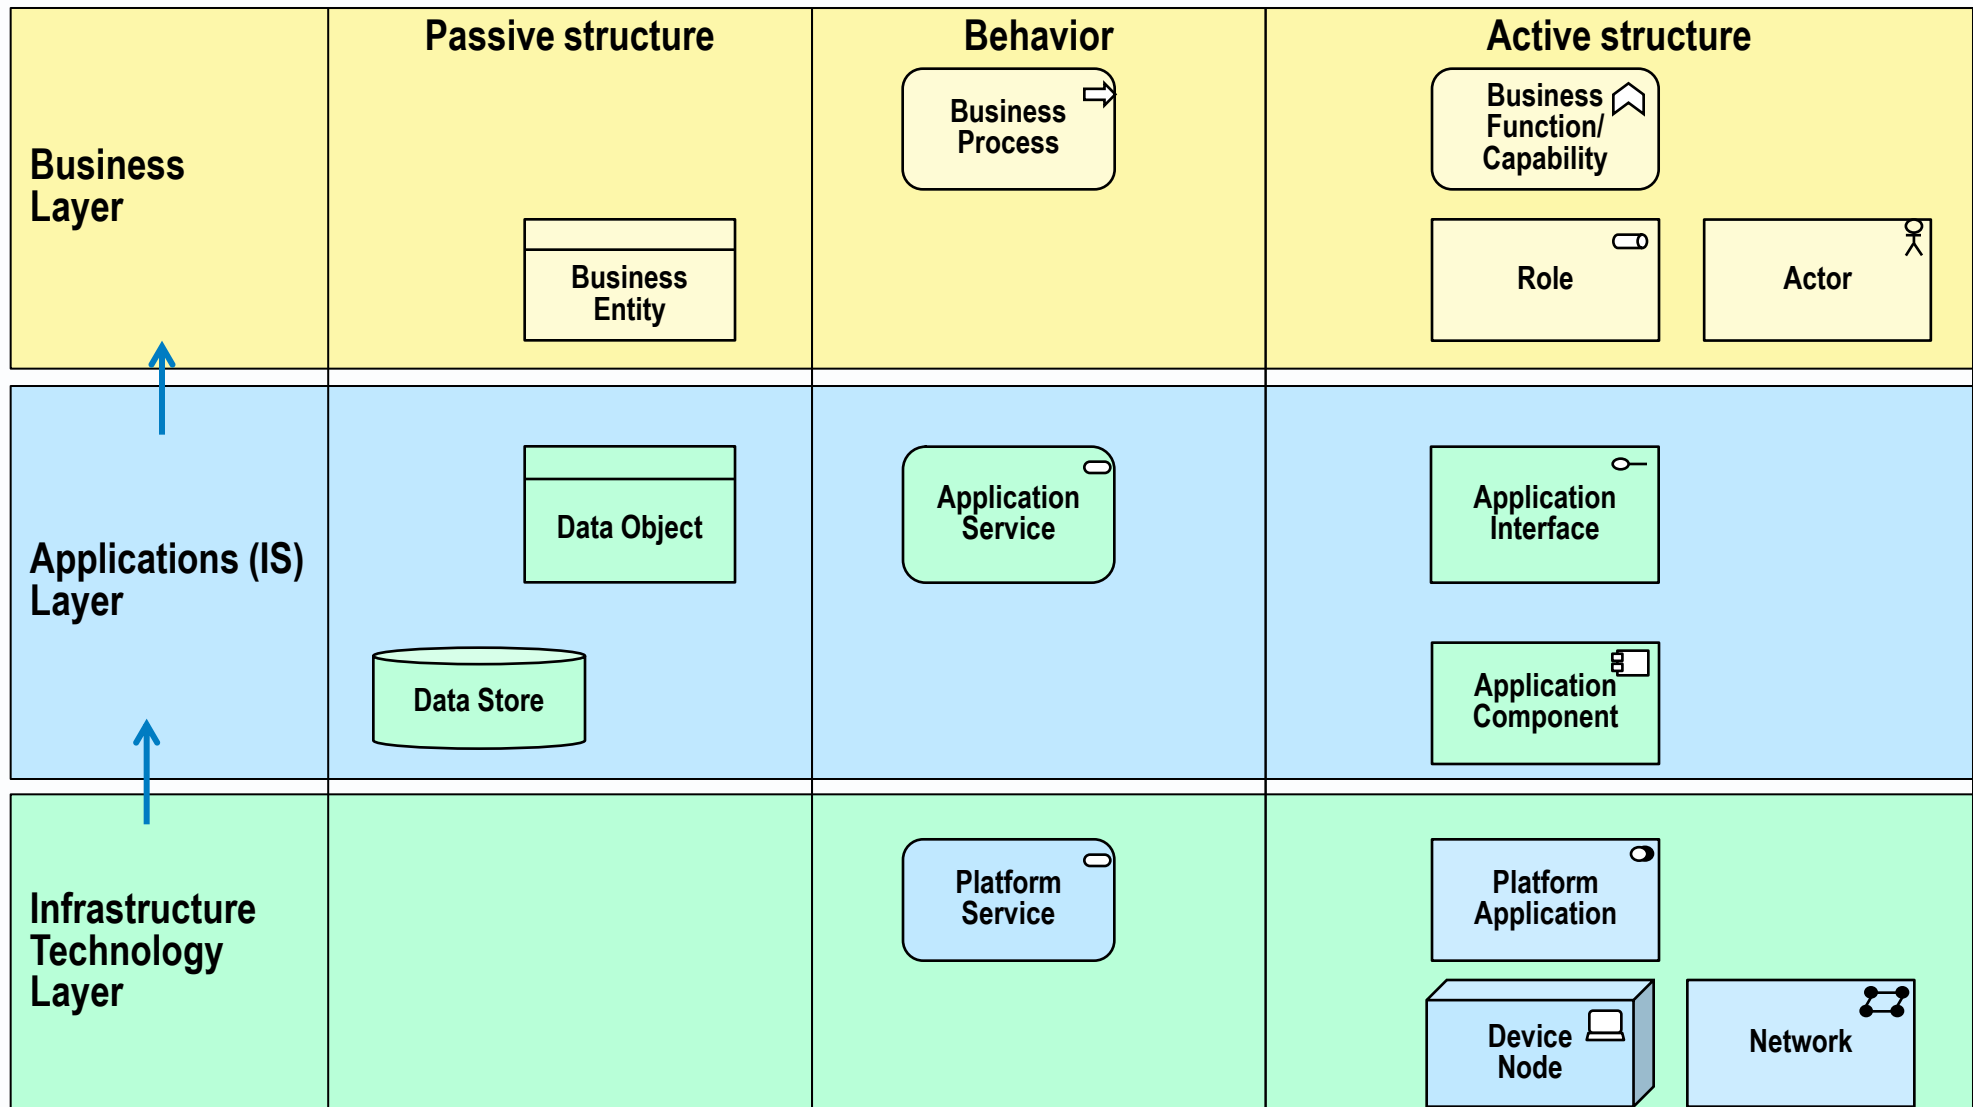 Passive structure
Behavior
Active structure
Business
Layer
Business
Process
Business
Function/
Capability
Business
Entity
Role
Actor
Applications (IS)
Layer
Data Object
Application
Service
Application
Interface
Data Store
Application
Component
Infrastructure
Technology
Layer
Platform
Service
Platform
Application
Device
Node
Network